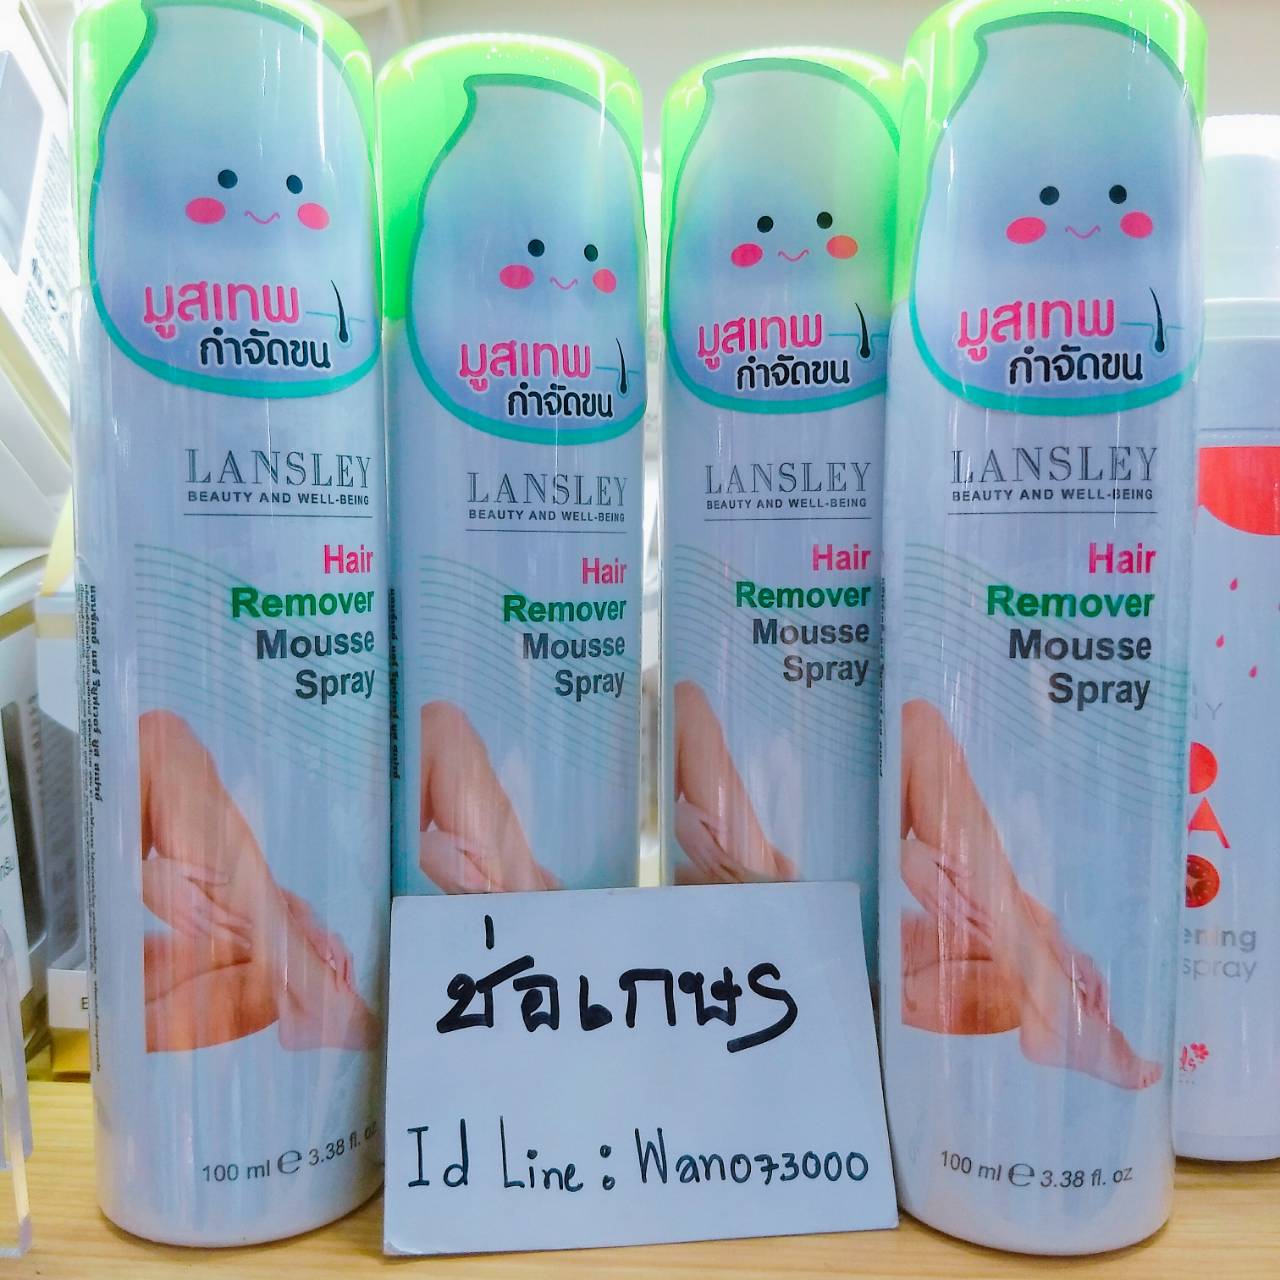 มูสเทพ
กำจัดขน
LANSLEY
BEAUTY AND WELL-BEING
Hair
Remover
Mousse
Spray
100 ml e 3.38 fl. oz
มูสเทพ
กำจัดขน
LANSLEY
BEAUTY AND WELL-BEING
Hair
Remover
Mousse
Spray
มูสเทพ
กำจัดขน
LANSLEY
BEAUTY AND WELL-BEING
Hair
Remover
Mousse
Spray
มูสเทพ
กำจัดขน
LANSLEY
BEAUTY AND WELL-BEING
Hair
Remover
Mousse
Spray
100 ml e 3.38 fl. oz
ช่อเกษร
Id Line : Wano73000
spray